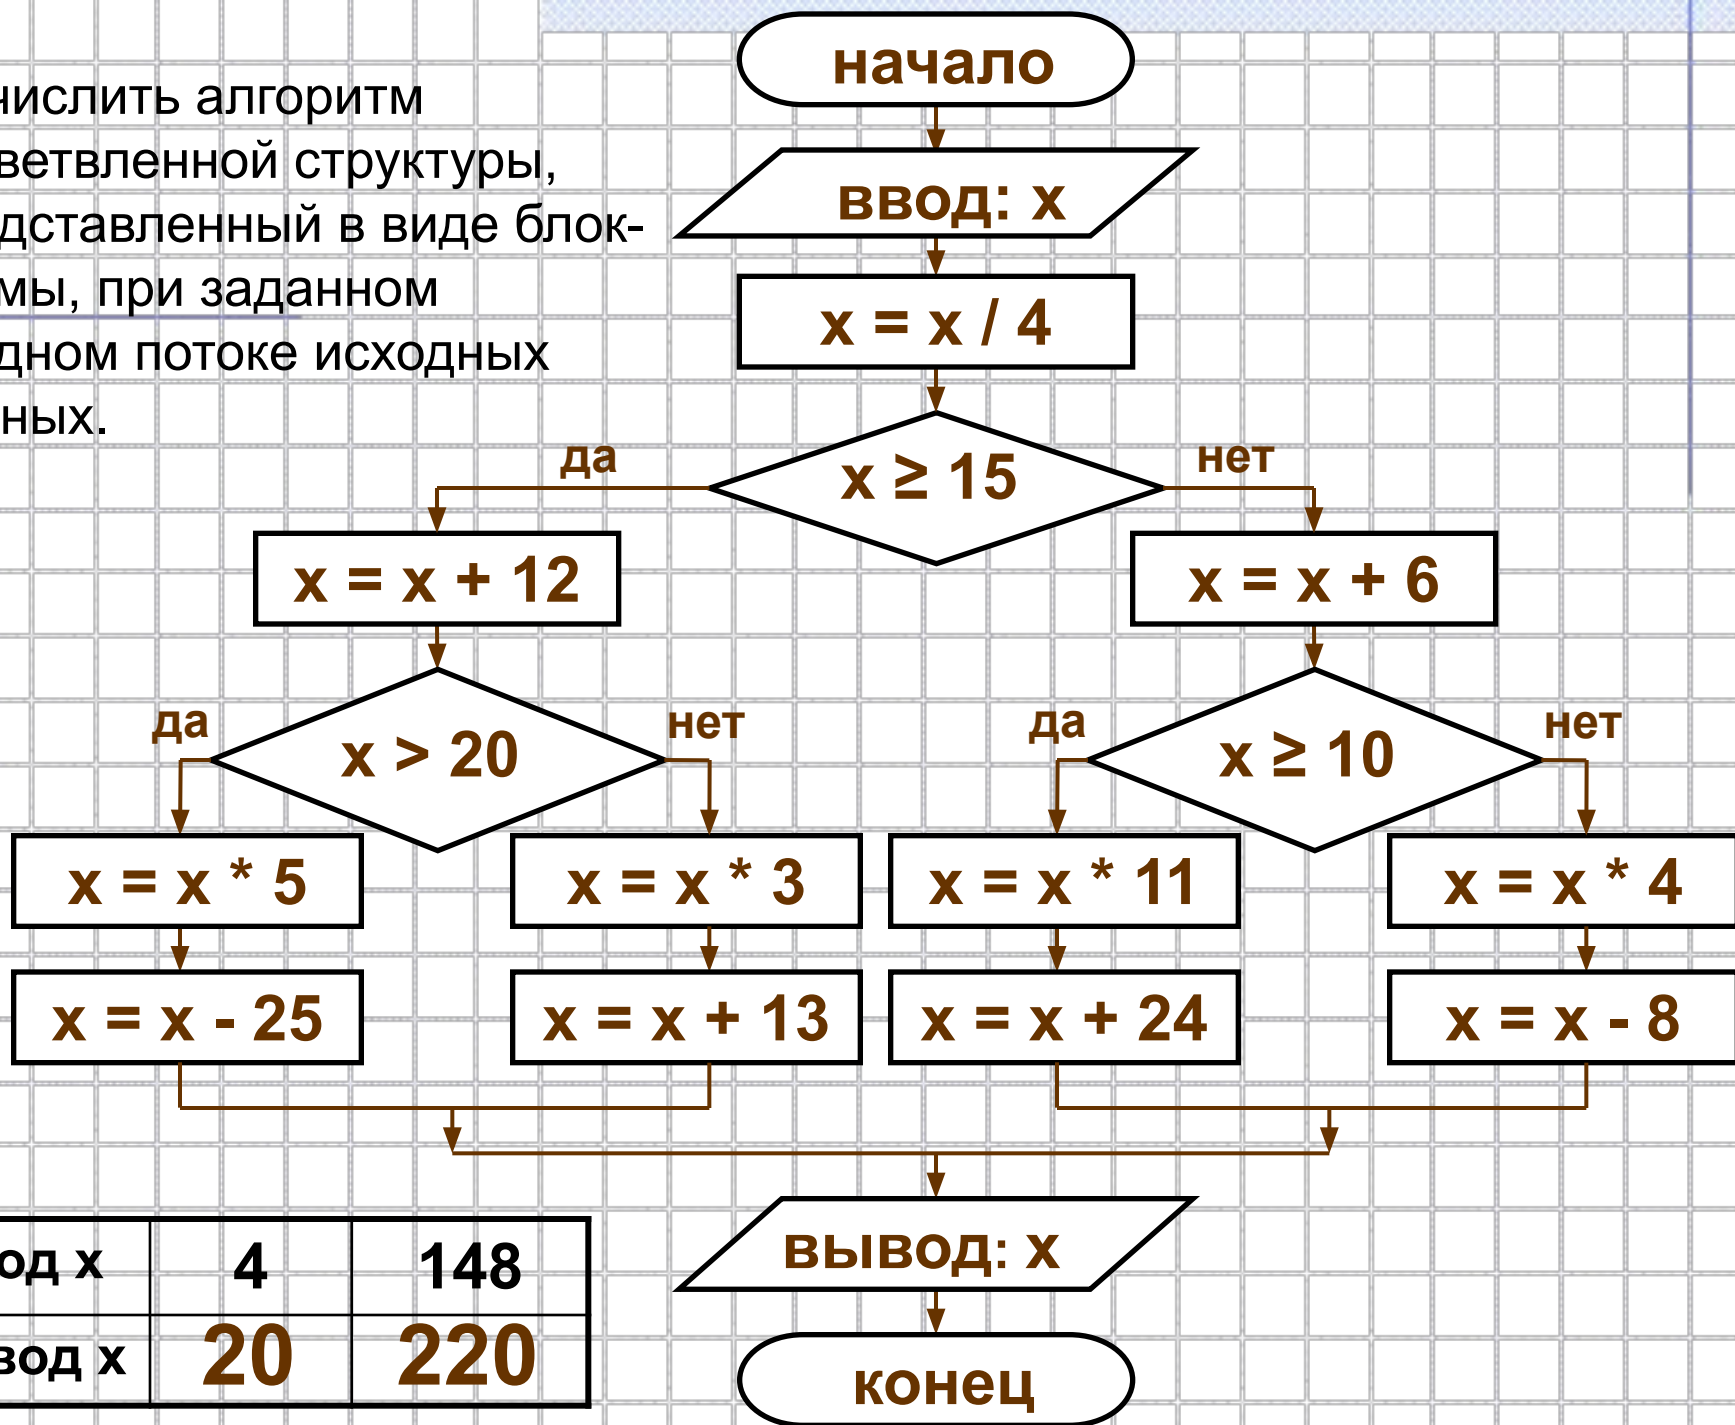 начало
числить алгоритм
ветвленной структуры,
дставленный в виде блок-
мы, при заданном
дном потоке исходных
ных.
ввод: x
x = x / 4
x ≥ 15
да
нет
x = x + 12
x = x + 6
x > 20
да
нет
x ≥ 10
да
нет
x = x * 5
x = x * 3
x = x * 11
x = x * 4
x = x - 25
x = x + 13
x = x + 24
x = x - 8
вывод: x
од x 4 148
вод x 20 220
конец